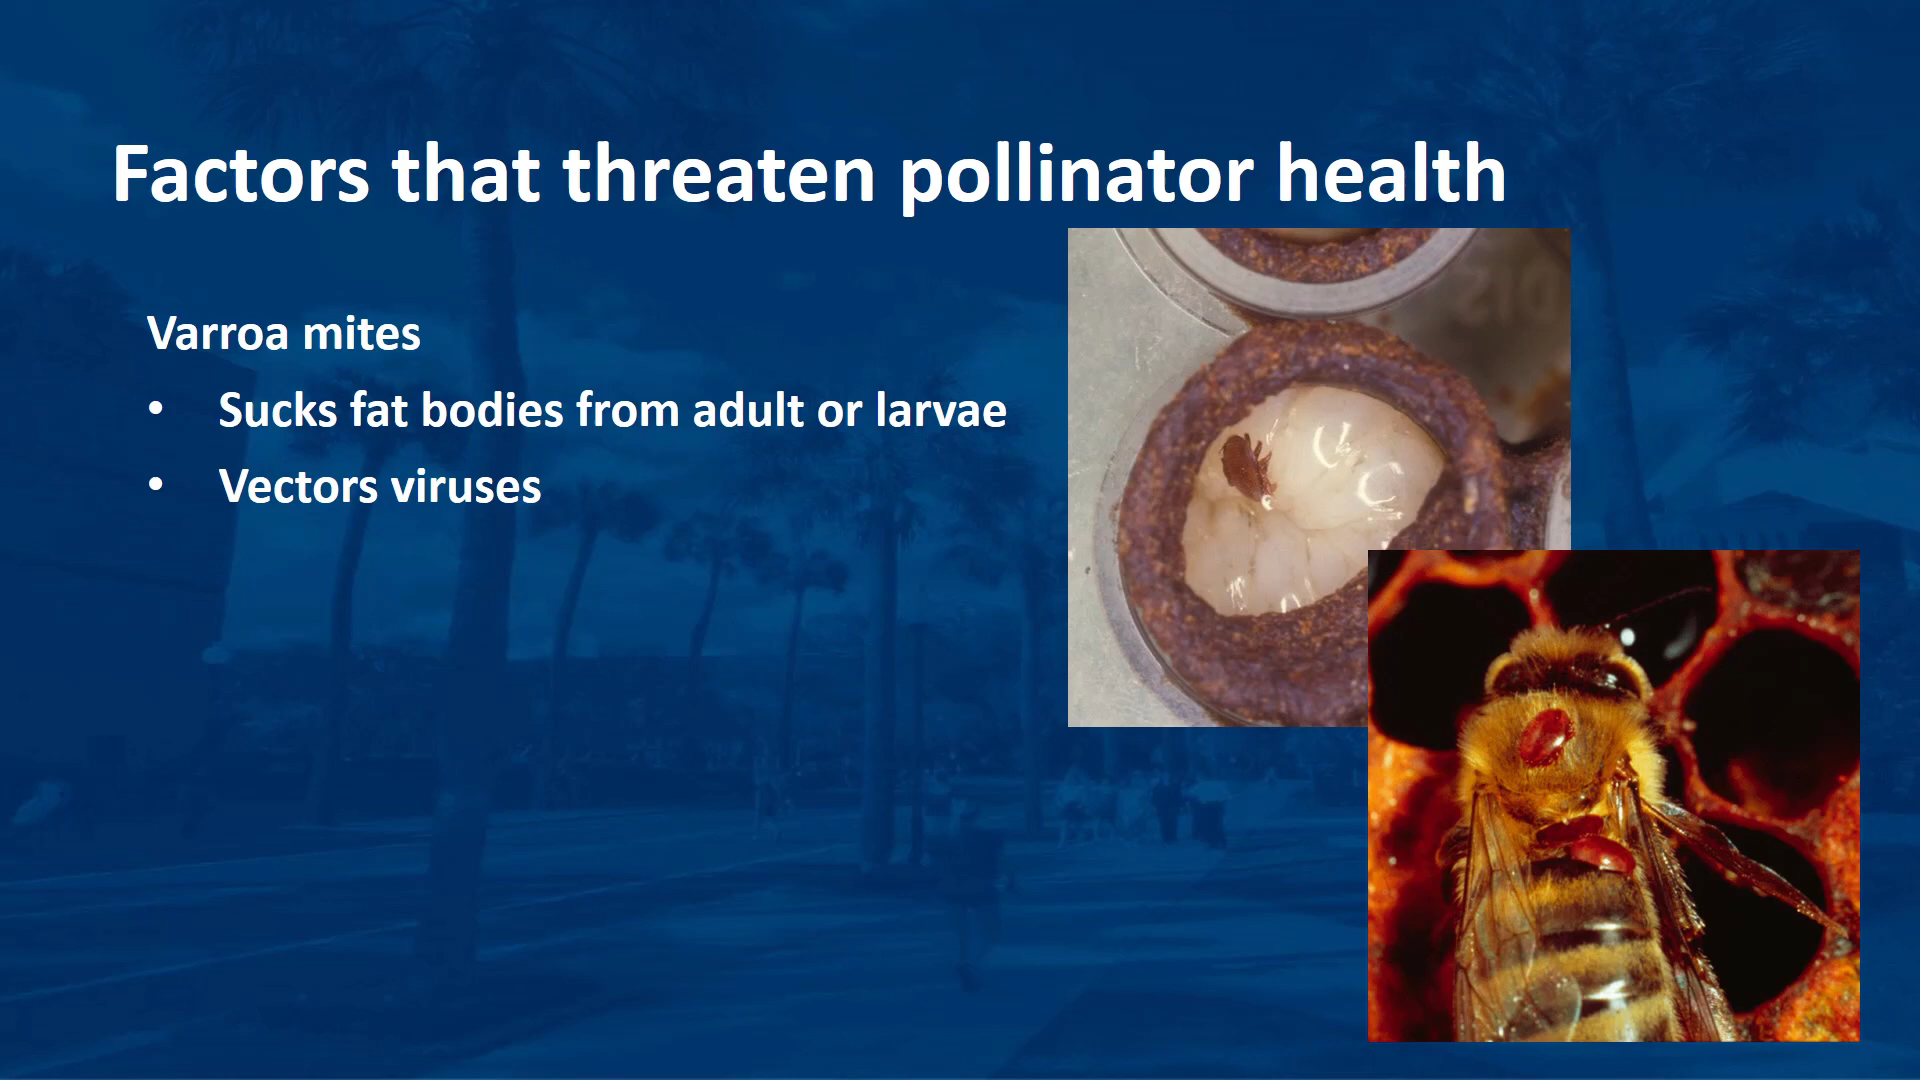 Factors that threaten pollinator health
Varroa mites
• Sucks fat bodies from adult or larvae
• Vectors viruses